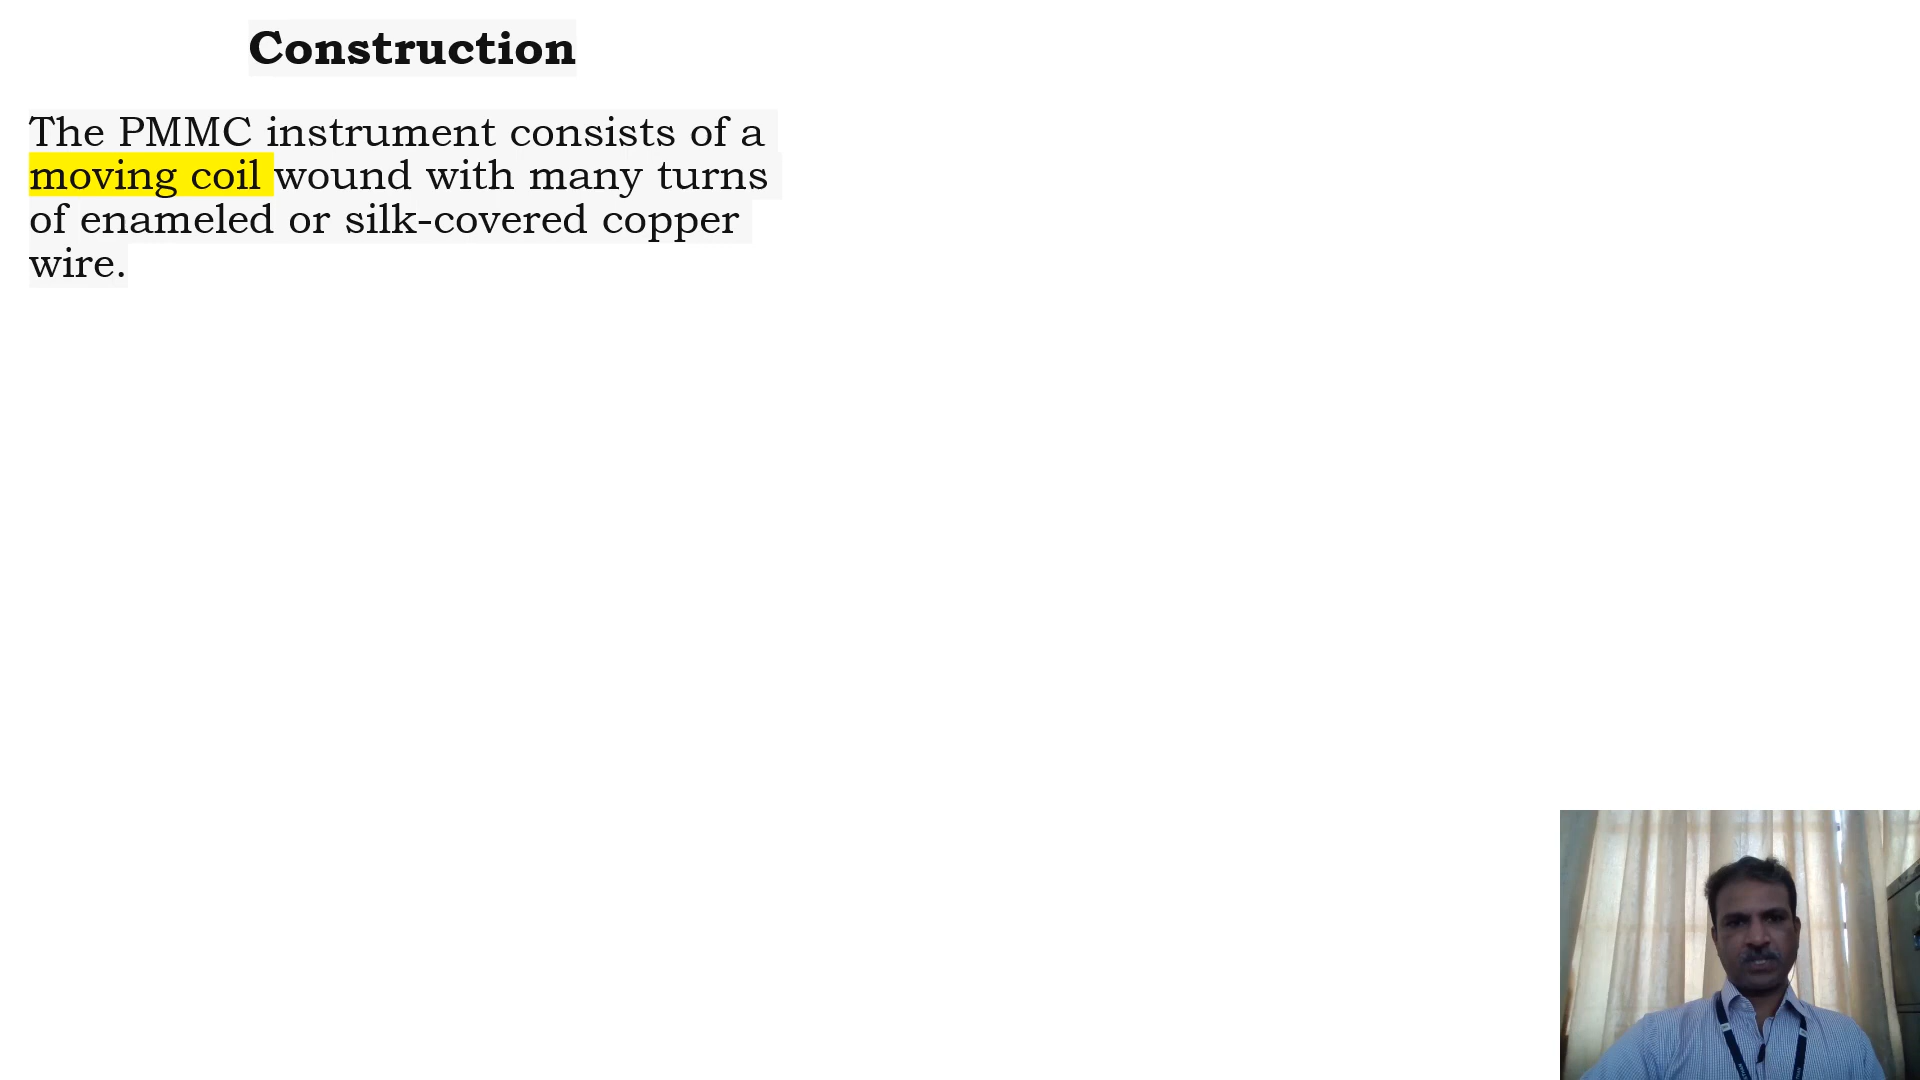 Construction
The PMMC instrument consists of a
moving coil wound with many turns
of enameled or silk-covered copper
wire.